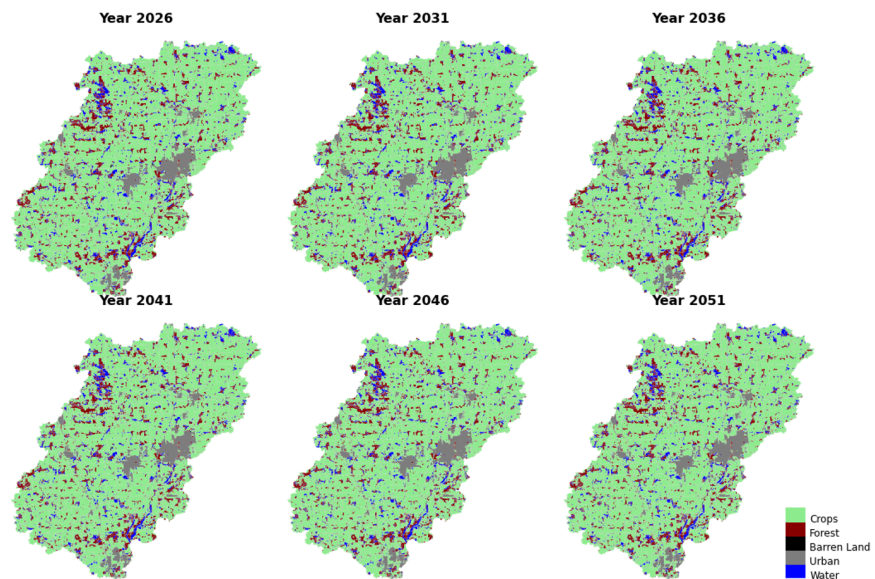 Year 2026
Year 2031
Year 2036
Year 2041
Year 2046
Year 2051
Crops
Forest
Barren Land
Urban
Water